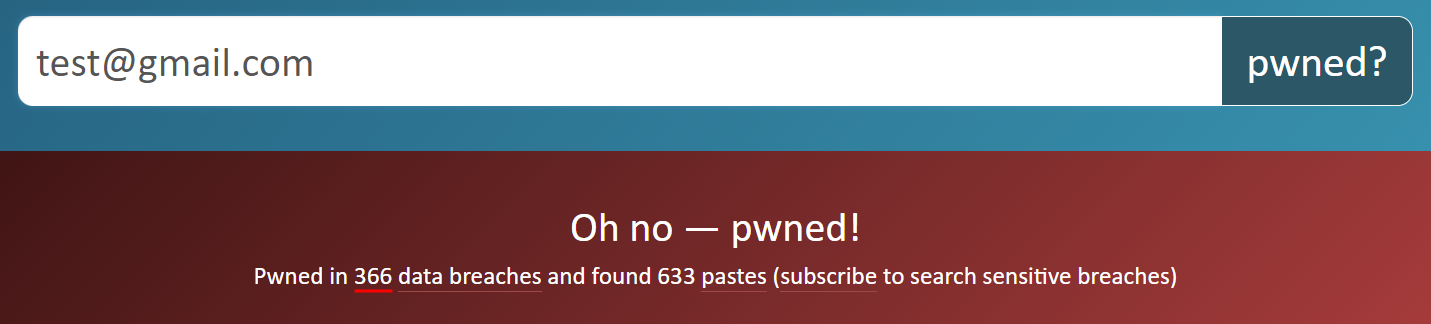 test@gmail.com
pwned?
Oh no — pwned!
Pwned in 366 data breaches and found 633 pastes (subscribe to search sensitive breaches)